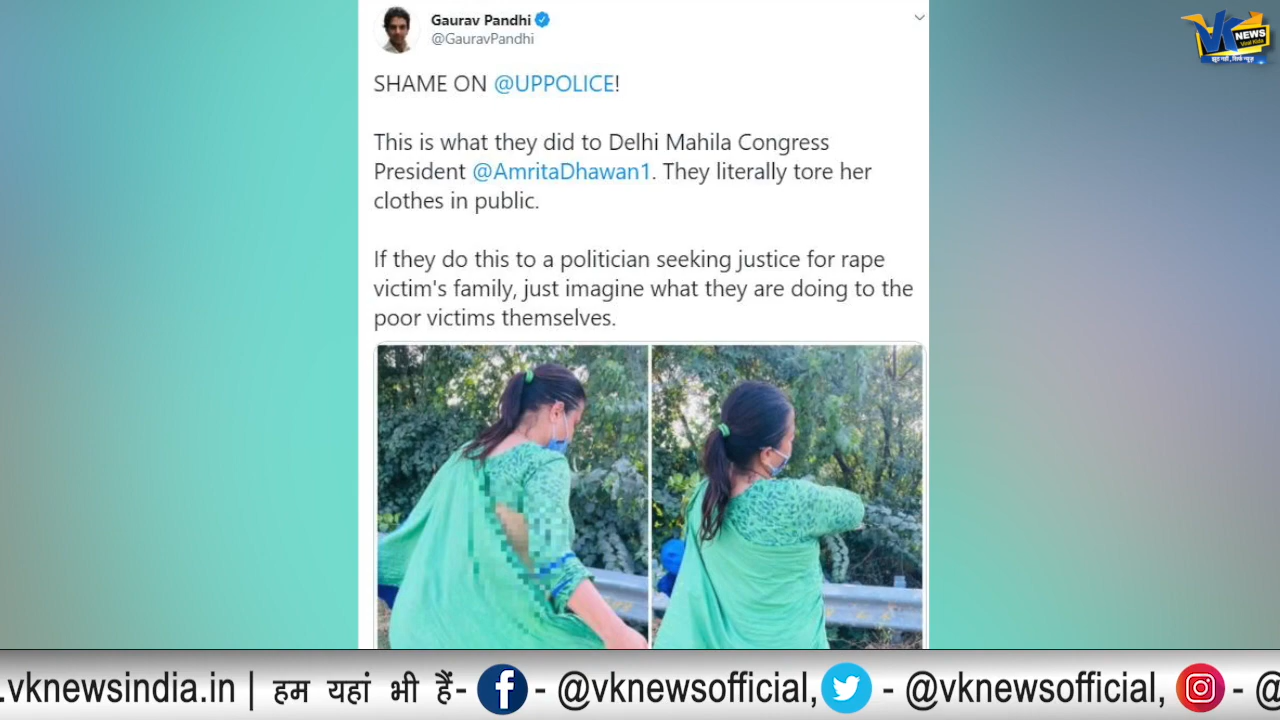 Gaurav Pandhi
@GauravPandhi
VK NEWS
SHAME ON @UPPOLICE!
This is what they did to Delhi Mahila Congress
President @AmritaDhawan1. They literally tore her
clothes in public.
If they do this to a politician seeking justice for rape
victim's family, just imagine what they are doing to the
poor victims themselves.
.vknewsindia.in | हम यहां भी हैं- f - @vknewsofficial, - @vknewsofficial, - @